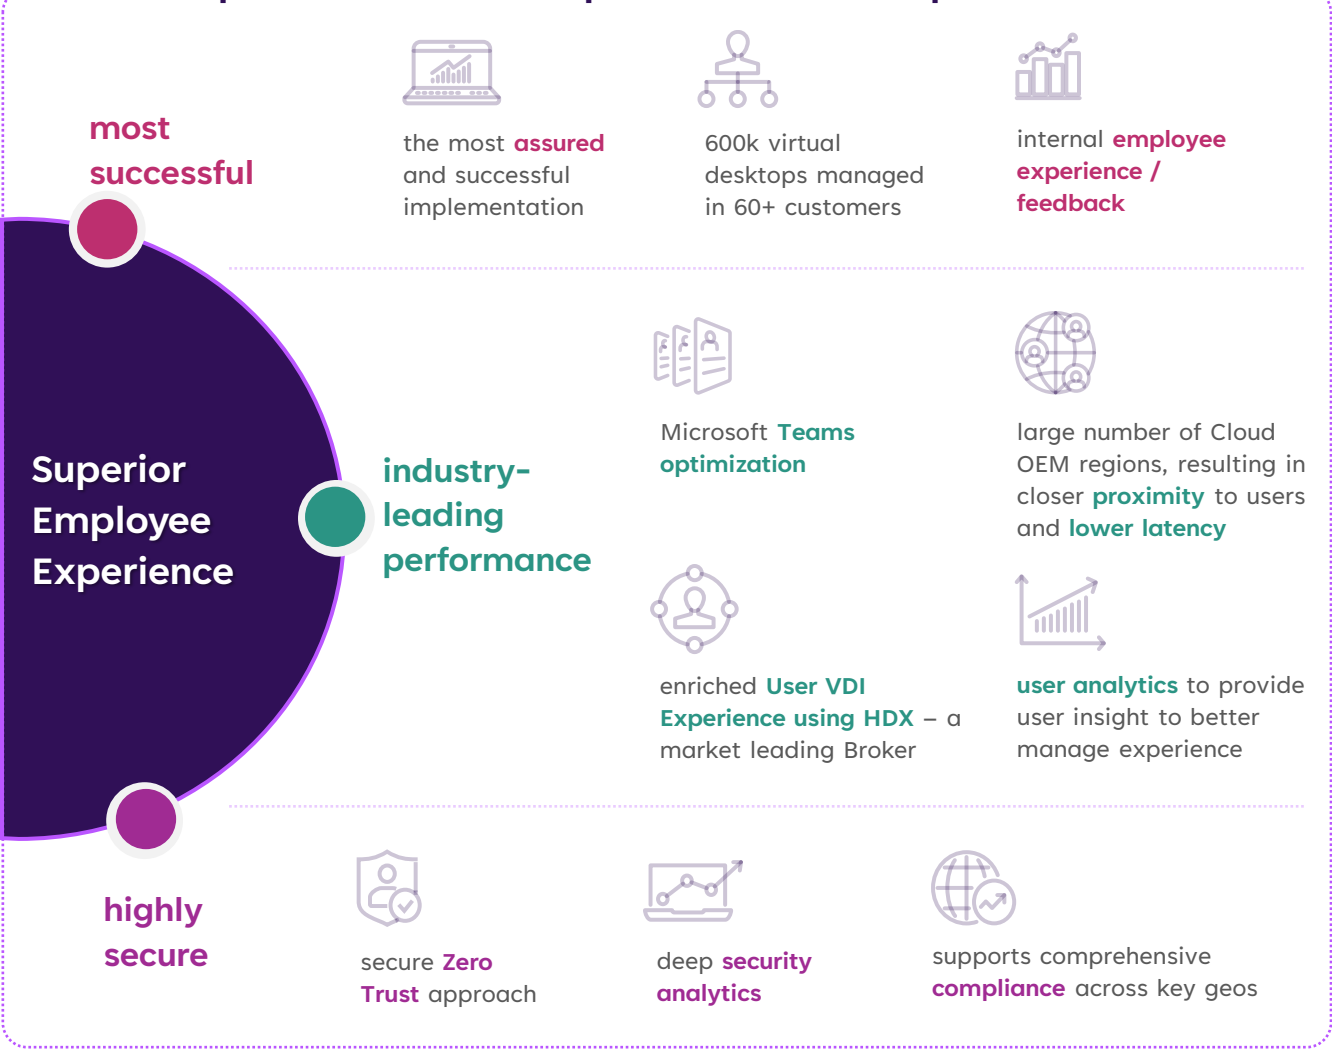 Superior
Employee
Experience
most
successful
the most assured
and successful
implementation
600k virtual
desktops managed
in 60+ customers
internal employee
experience /
feedback
industry-
leading
performance
Microsoft Teams
optimization
large number of Cloud
OEM regions, resulting in
closer proximity to users
and lower latency
enriched User VDI
Experience using HDX – a
market leading Broker
user analytics to provide
user insight to better
manage experience
highly
secure
secure Zero
Trust approach
deep security
analytics
supports comprehensive
compliance across key geos